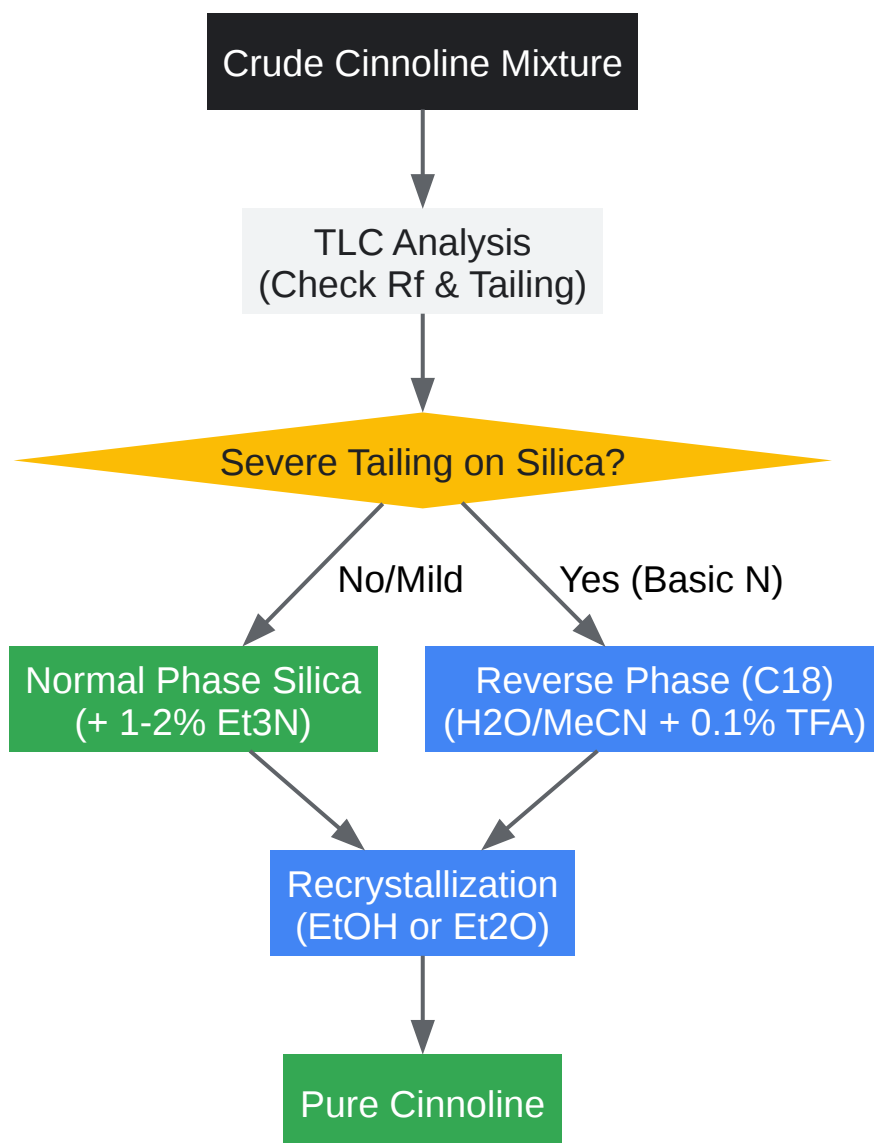 Crude Cinnoline Mixture
TLC Analysis
(Check Rf & Tailing)
Severe Tailing on Silica?
No/Mild
Yes (Basic N)
Normal Phase Silica
(+ 1-2% Et3N)
Reverse Phase (C18)
(H2O/MeCN + 0.1% TFA)
Recrystallization
(EtOH or Et2O)
Pure Cinnoline